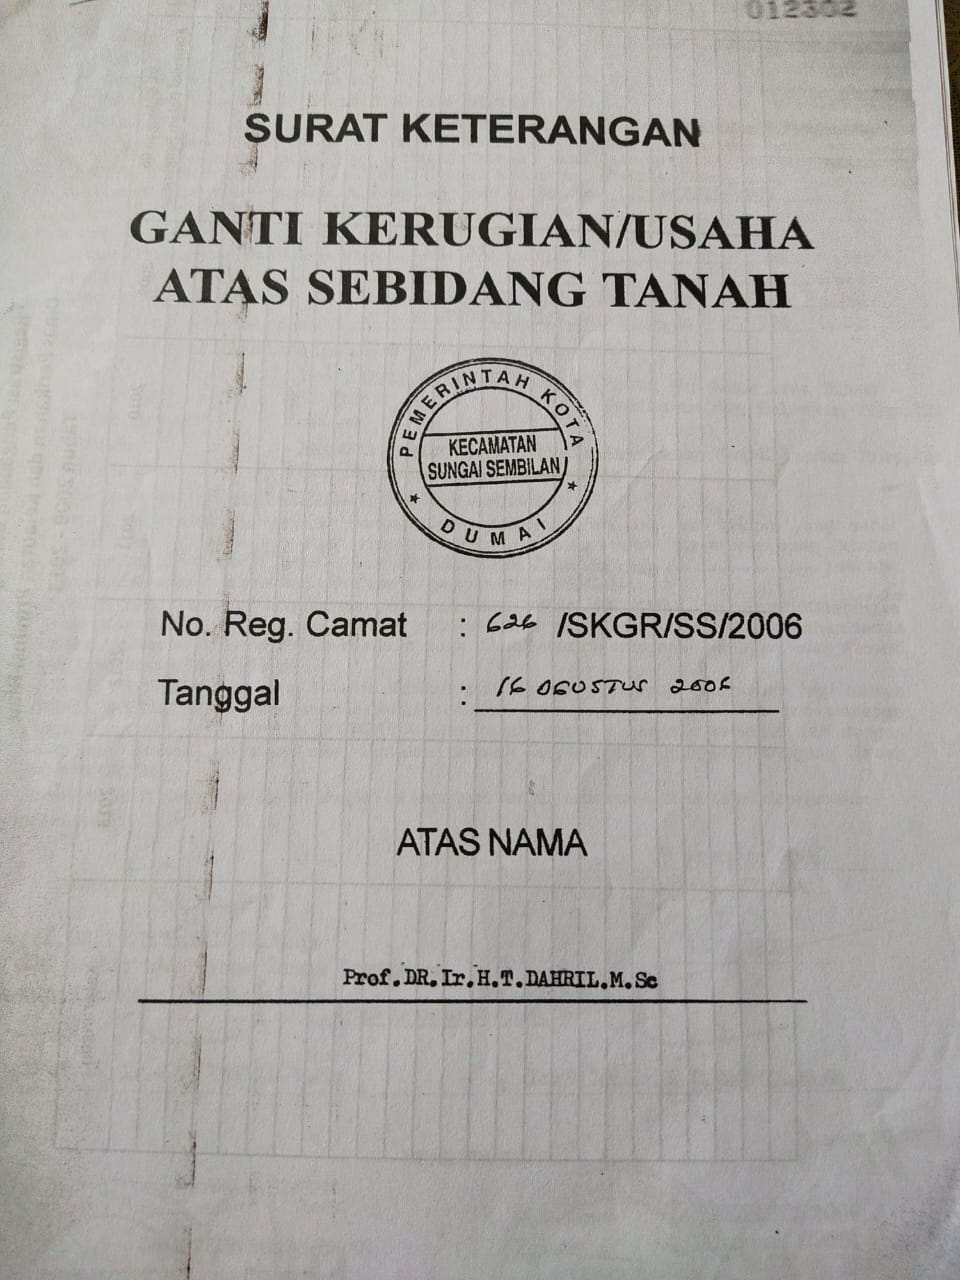 012302
SURAT KETERANGAN
GANTI KERUGIAN/USAHA
ATAS SEBIDANG TANAH
PEMERINTAH KOTA
KECAMATAN
SUNGAI SEMBILAN
DUMAI
No. Reg. Camat : 626 /SKGR/SS/2006
Tanggal : 16 AGUSTUS 2006
ATAS NAMA
Prof.DR.Ir.H.T.DAHRIL.M.Sc